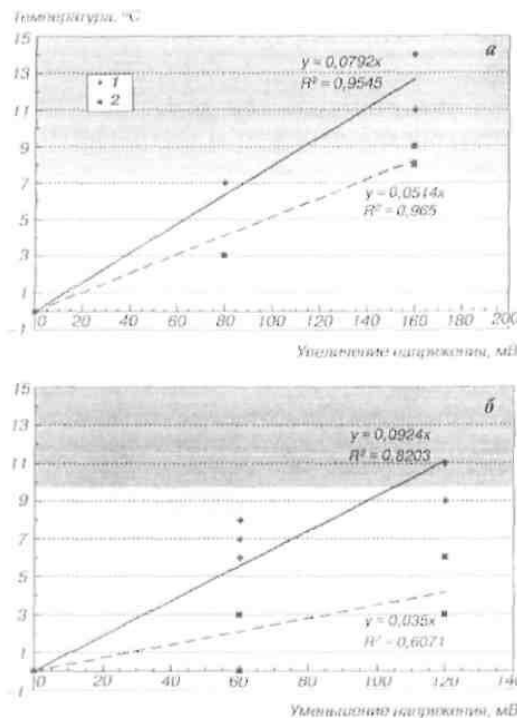 Температура, °C
15
а
y = 0,0792x
R² = 0,9545
13
1
2
11
9
7
y = 0,0514x
R² = 0,965
5
3
1
–1
0 20 40 60 80 100 120 140 160 180 200
Увеличение напряжения, мВ
15
б
13
y = 0,0924x
R² = 0,8203
11
9
7
5
3
y = 0,035x
R² = 0,6071
1
–1
0 20 40 60 80 100 120 140
Уменьшение напряжения, мВ